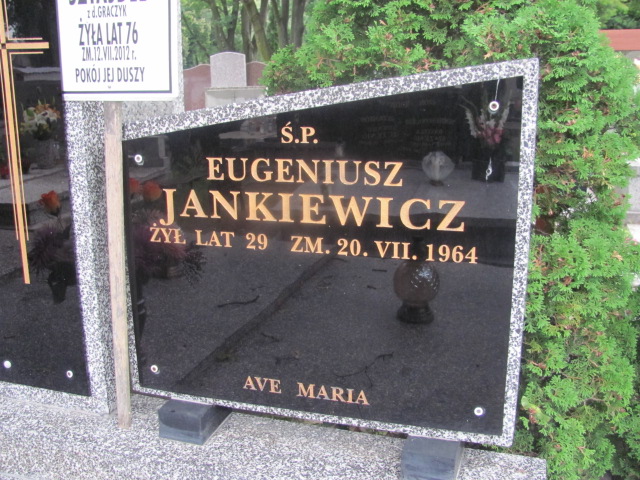 z d. GRACZYK
ŻYŁA LAT 76
ZM.12.VII.2012 r.
POKÓJ JEJ DUSZY
Ś.P.
EUGENIUSZ
JANKIEWICZ
ŻYŁ LAT 29 ZM. 20. VII. 1964
AVE MARIA